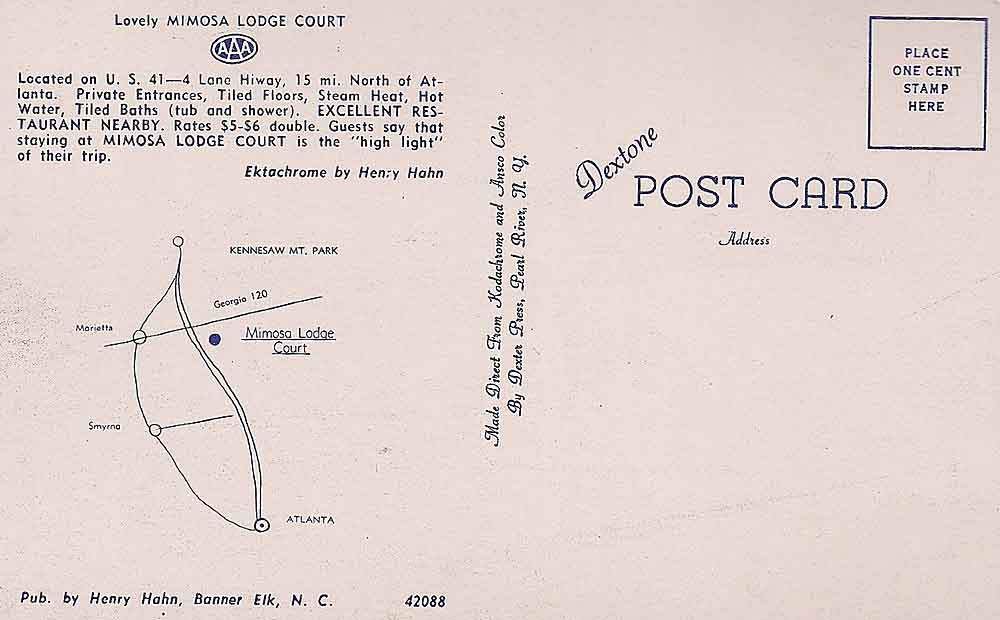 Lovely MIMOSA LODGE COURT
AAA
Located on U. S. 41—4 Lane Hiway, 15 mi. North of At-
lanta. Private Entrances, Tiled Floors, Steam Heat, Hot
Water, Tiled Baths (tub and shower). EXCELLENT RES-
TAURANT NEARBY. Rates $5-$6 double. Guests say that
staying at MIMOSA LODGE COURT is the "high light"
of their trip.
Ektachrome by Henry Hahn
KENNESAW MT. PARK
Georgia 120
Marietta
Mimosa Lodge
Court
Smyrna
ATLANTA
Pub. by Henry Hahn, Banner Elk, N. C. 42088
Made Direct From Kodachrome and Ansco Color
By Dexter Press, Pearl River, N. Y.
Dextone
POST CARD
Address
PLACE
ONE CENT
STAMP
HERE